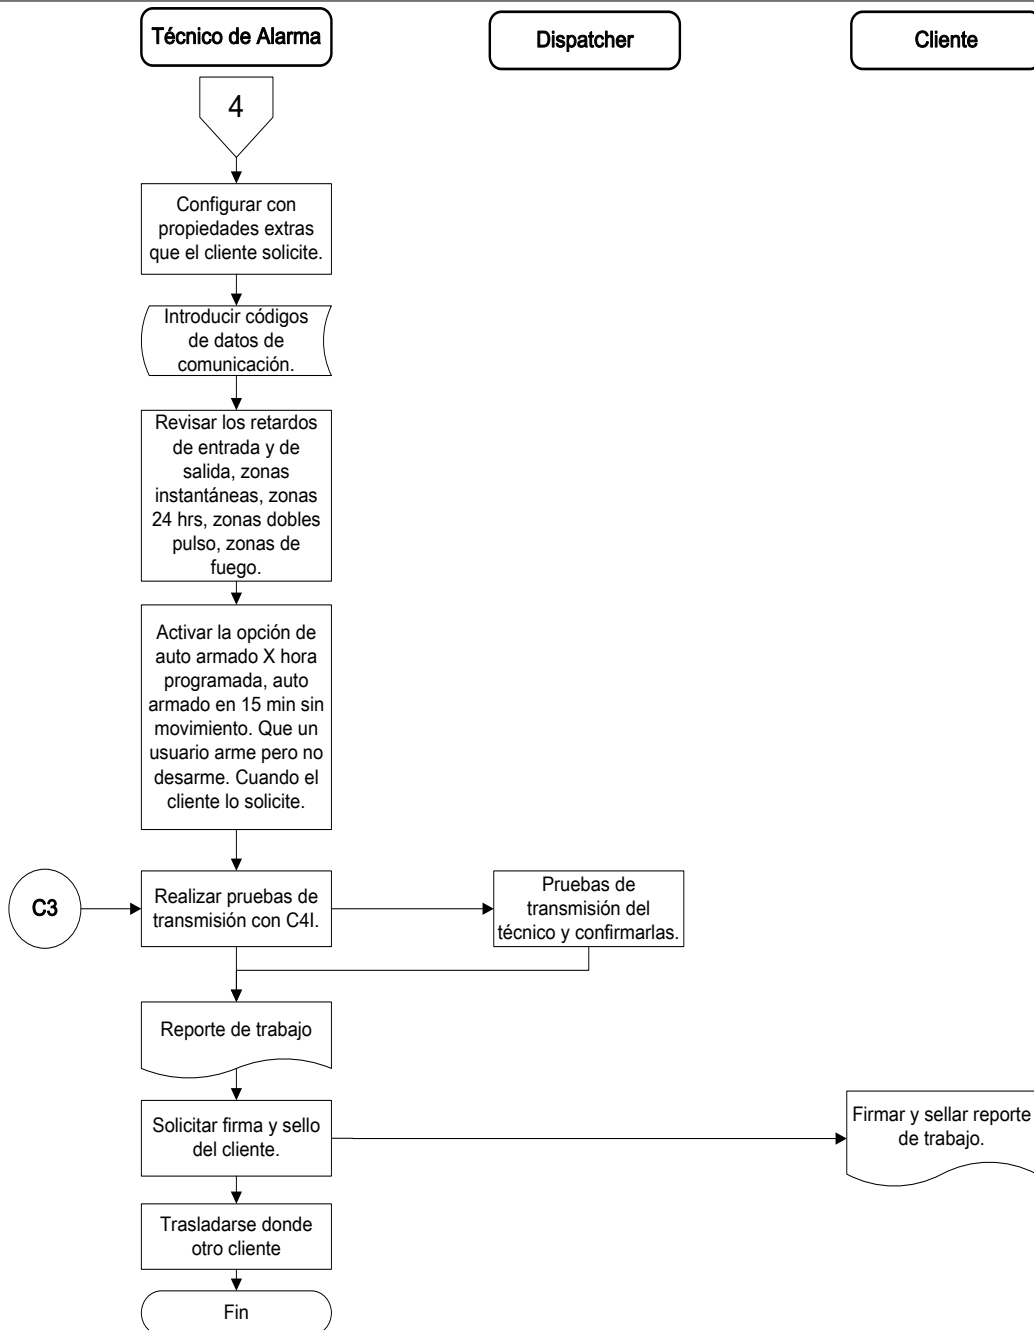 Técnico de Alarma
Dispatcher
Cliente
4
Configurar con
propiedades extras
que el cliente solicite.
Introducir códigos
de datos de
comunicación.
Revisar los retardos
de entrada y de
salida, zonas
instantáneas, zonas
24 hrs, zonas dobles
pulso, zonas de
fuego.
Activar la opción de
auto armado X hora
programada, auto
armado en 15 min sin
movimiento. Que un
usuario arme pero no
desarme. Cuando el
cliente lo solicite.
C3
Realizar pruebas de
transmisión con C4I.
Pruebas de
transmisión del
técnico y confirmarlas.
Reporte de trabajo
Solicitar firma y sello
del cliente.
Firmar y sellar reporte
de trabajo.
Trasladarse donde
otro cliente
Fin